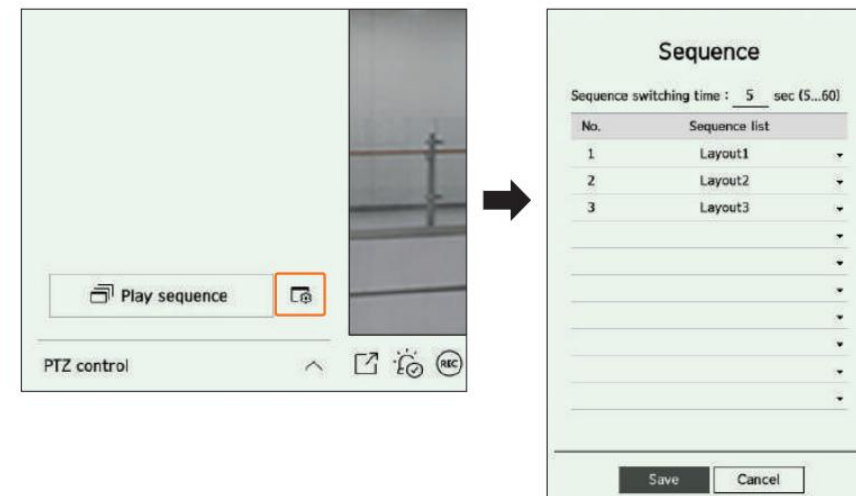 Play sequence
PTZ control
REC
Sequence
Sequence switching time : 5 sec (5...60)
No. Sequence list
1 Layout1
2 Layout2
3 Layout3
Save Cancel